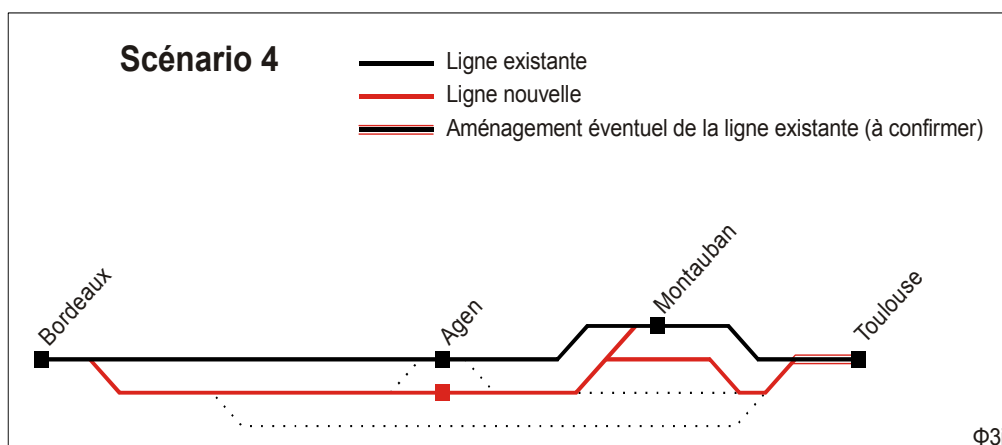 Scénario 4
Ligne existante
Ligne nouvelle
Aménagement éventuel de la ligne existante (à confirmer)
Bordeaux
Agen
Montauban
Toulouse
Φ3